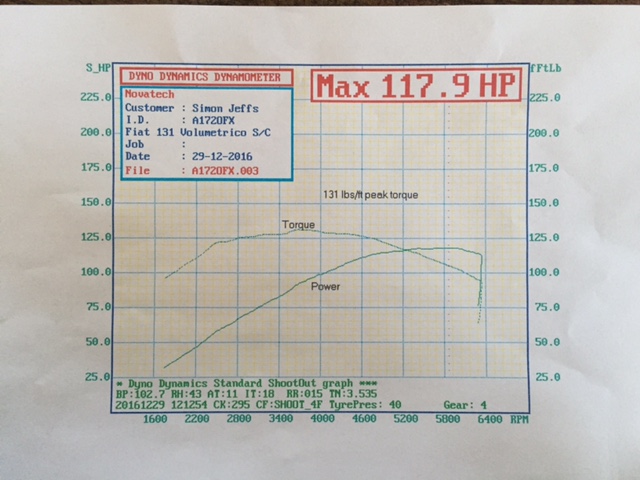 S_HP
DYNO DYNAMICS DYNAMOMETER
Max 117.9 HP
fFtLb
225.0
225.0
Novatech
Customer : Simon Jeffs
I.D. : A172OFX
Fiat 131 Volumetrico S/C
Job :
Date : 29-12-2016
File : A172OFX.003
200.0
200.0
175.0
175.0
131 lbs/ft peak torque
150.0
150.0
Torque
125.0
125.0
100.0
100.0
Power
75.0
75.0
50.0
50.0
25.0
25.0
* Dyno Dynamics Standard ShootOut graph ***
BP:102.7 RH:43 AT:11 IT:18 RR:015 TN:3.535
20161229 121254 CK:295 CF:SHOOT_4F TyrePres: 40 Gear: 4
1600 2200 2800 3400 4000 4600 5200 5800 6400 RPM